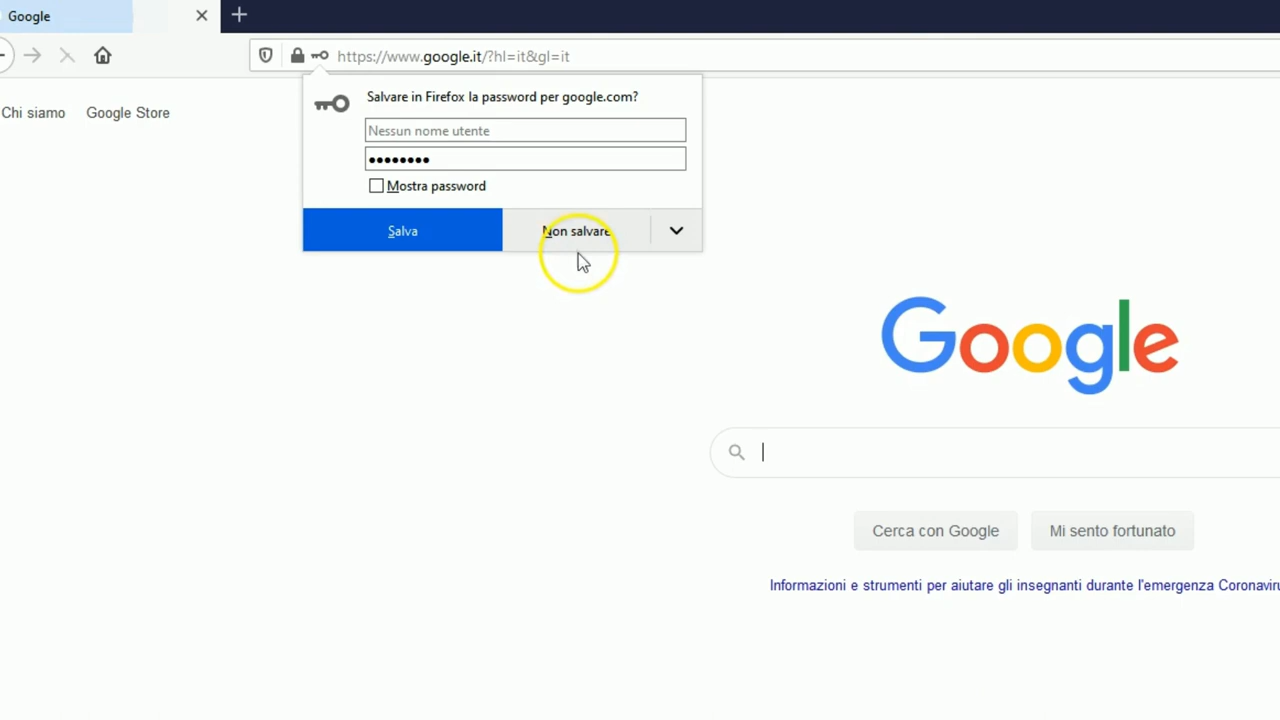 Google
https://www.google.it/?hl=it&gl=it
Chi siamo Google Store
Salvare in Firefox la password per google.com?
Nessun nome utente
••••••••
Mostra password
Salva Non salvare
Google
Cerca con Google Mi sento fortunato
Informazioni e strumenti per aiutare gli insegnanti durante l'emergenza Coronaviru